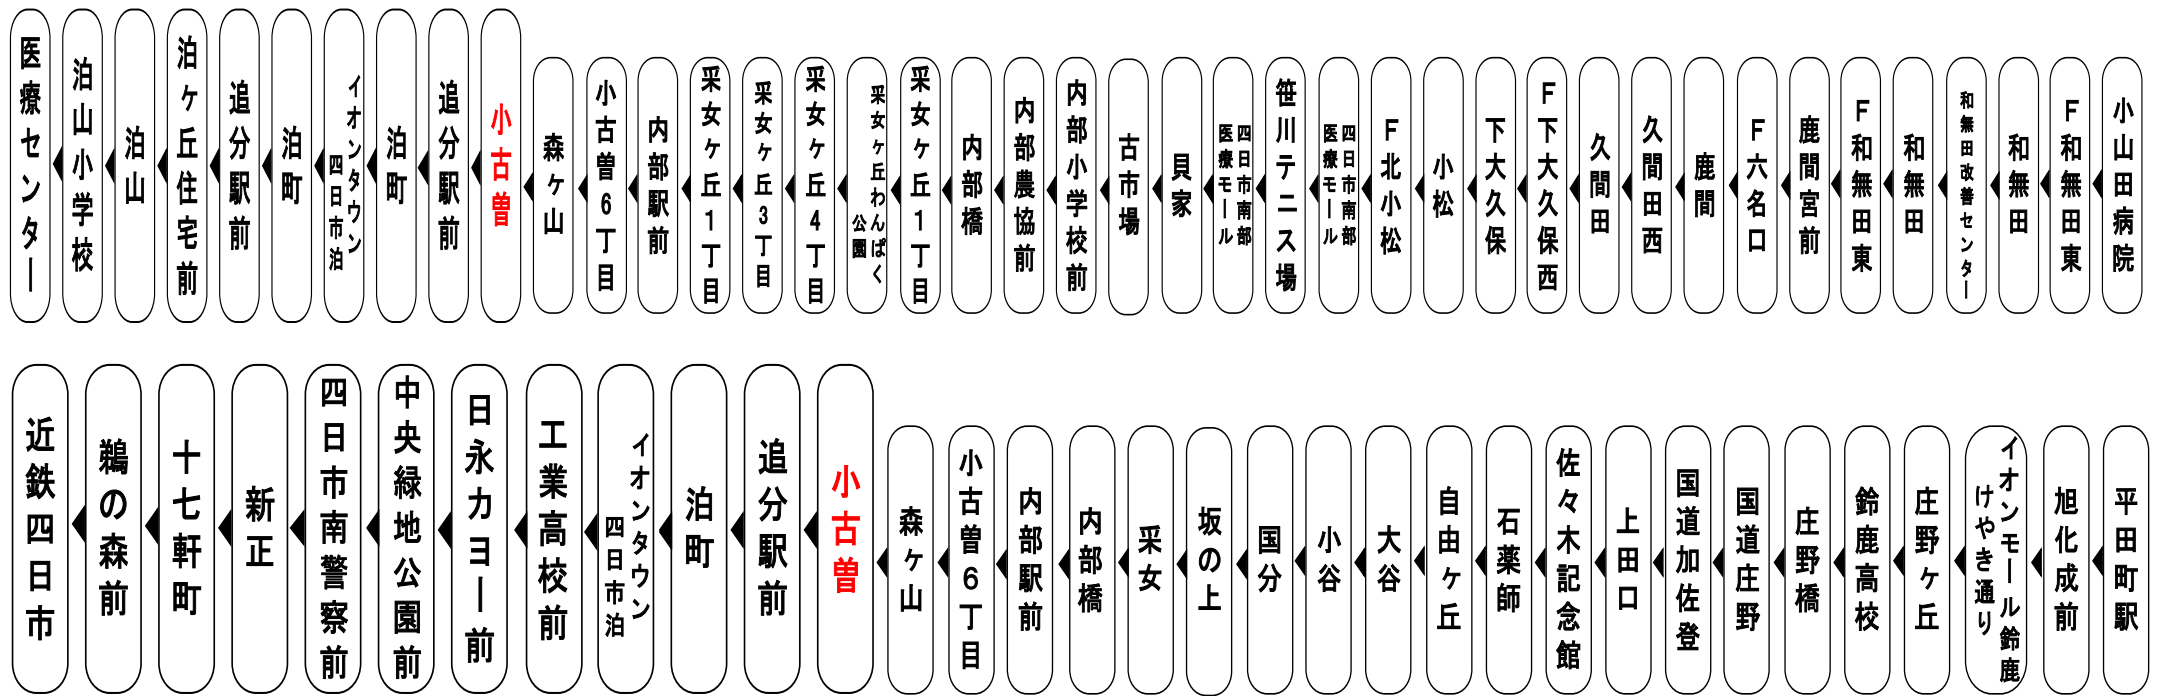 医療センター
泊山小学校
泊山
泊ヶ丘住宅前
追分駅前
泊町
イオンタウン
四日市泊
泊町
追分駅前
小古曽
森ヶ山
小古曽6丁目
内部駅前
采女ヶ丘1丁目
采女ヶ丘3丁目
采女ヶ丘4丁目
采女ヶ丘わんぱく
公園
采女ヶ丘1丁目
内部橋
内部農協前
内部小学校前
古市場
貝家
四日市南部
医療モール
笹川テニス場
四日市南部
医療モール
F北小松
小松
下大久保
F下大久保西
久間田
久間田西
鹿間
F六名口
鹿間宮前
F和無田東
和無田
和無田改善センター
和無田
F和無田東
小山田病院
近鉄四日市
鵜の森前
十七軒町
新正
四日市南警察前
中央緑地公園前
日永カヨー前
工業高校前
イオンタウン
四日市泊
泊町
追分駅前
小古曽
森ヶ山
小古曽6丁目
内部駅前
内部橋
采女
坂の上
国分
小谷
大谷
自由ヶ丘
石薬師
佐々木記念館
上田口
国道加佐登
国道庄野
庄野橋
鈴鹿高校
庄野ヶ丘
イオンモール鈴鹿
けやき通り
旭化成前
平田町駅